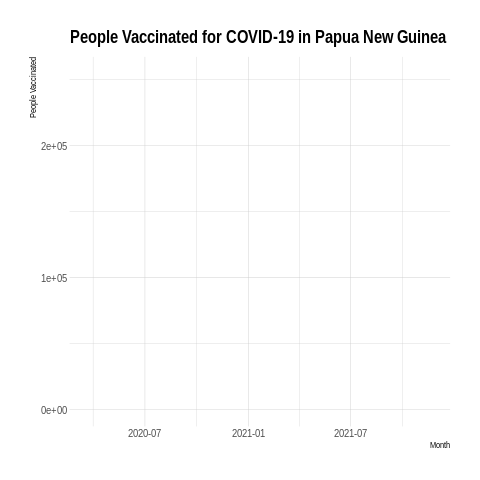 People Vaccinated for COVID-19 in Papua New Guinea
People Vaccinated
2e+05
1e+05
0e+00
2020-07 2021-01 2021-07
Month